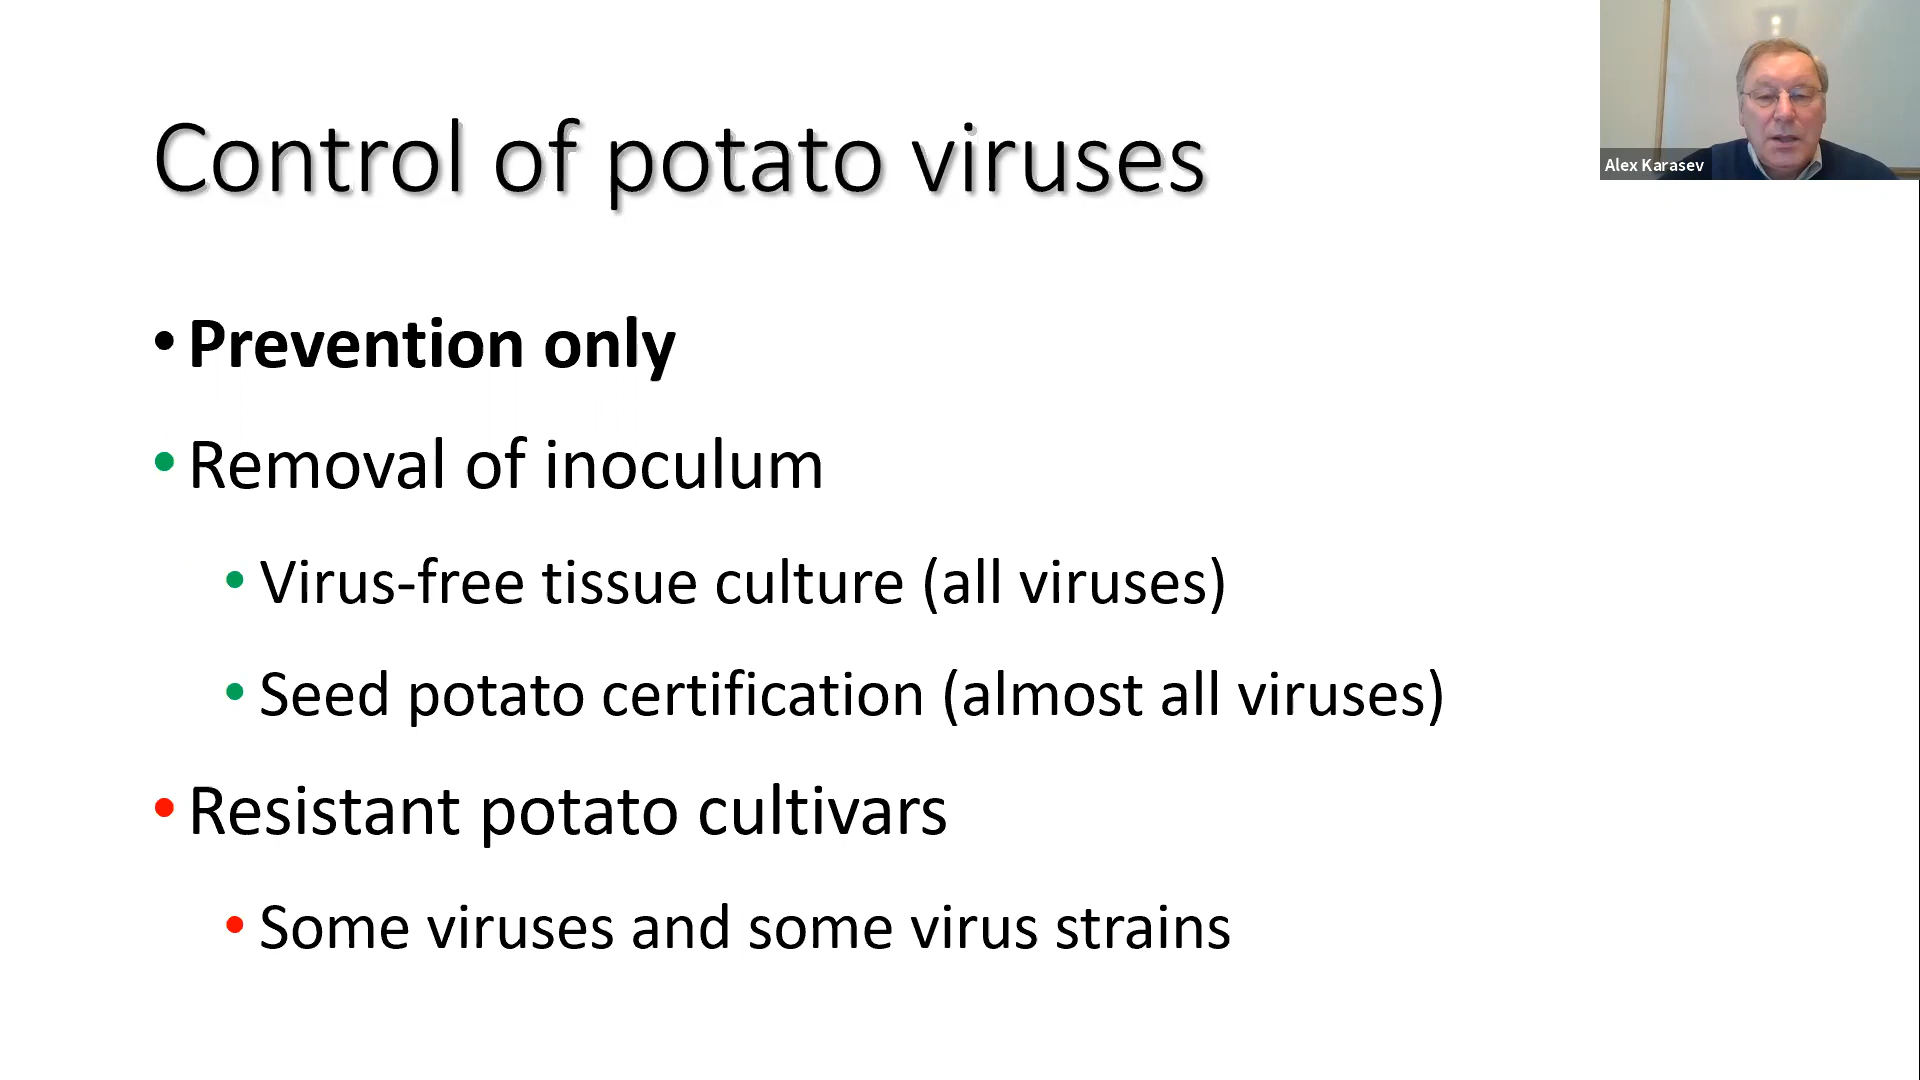 Control of potato viruses
Alex Karasev
• Prevention only
• Removal of inoculum
• Virus-free tissue culture (all viruses)
• Seed potato certification (almost all viruses)
• Resistant potato cultivars
• Some viruses and some virus strains